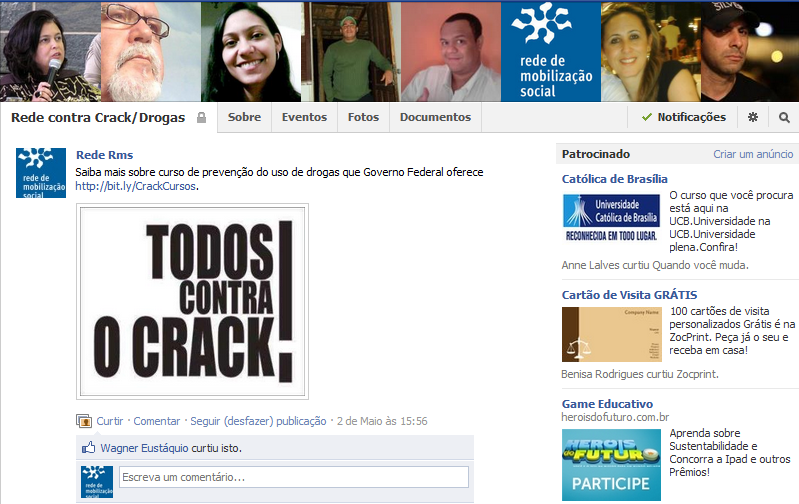 SILVER
rede de
mobilização
social
Rede contra Crack/Drogas
Sobre
Eventos
Fotos
Documentos
Notificações
rede de
mobilização
social
Rede Rms
Saiba mais sobre curso de prevenção do uso de drogas que Governo Federal oferece
http://bit.ly/CrackCursos.
TODOS
CONTRA
O CRACK!
Curtir · Comentar · Seguir (desfazer) publicação · 2 de Maio às 15:56
Wagner Eustáquio curtiu isto.
rede de
mobilização
social
Escreva um comentário...
Patrocinado
Criar um anúncio
Católica de Brasília
Universidade
Católica de Brasília
RECONHECIDA EM TODO LUGAR.
O curso que você procura
está aqui na
UCB.Universidade na
UCB.Universidade
plena.Confira!
Anne Lalves curtiu Quando você muda.
Cartão de Visita GRÁTIS
Company Name
100 cartões de visita
personalizados Grátis é na
ZocPrint. Peça já o seu e
receba em casa!
Benisa Rodrigues curtiu Zocprint.
Game Educativo
heroisdofuturo.com.br
HEROIS
DO FUTURO
PARTICIPE
Aprenda sobre
Sustentabilidade e
Concorra a Ipad e outros
Prêmios!